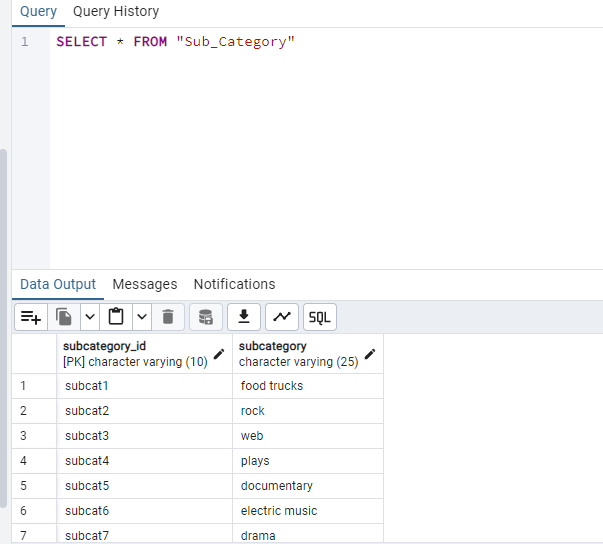 Query Query History
1 SELECT * FROM "Sub_Category"
Data Output Messages Notifications
SQL
subcategory_id subcategory
[PK] character varying (10) character varying (25)
1 subcat1 food trucks
2 subcat2 rock
3 subcat3 web
4 subcat4 plays
5 subcat5 documentary
6 subcat6 electric music
7 subcat7 drama